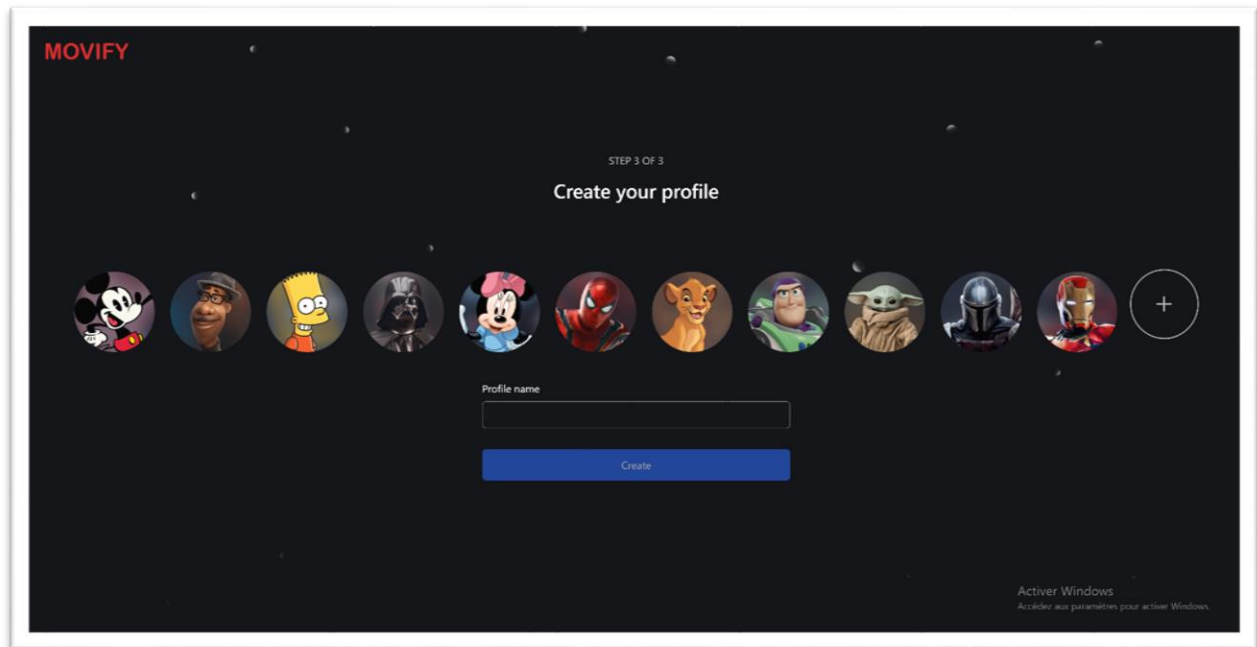 MOVIFY
STEP 3 OF 3
Create your profile
Profile name
Create
Activer Windows
Accédez aux paramètres pour activer Windows.